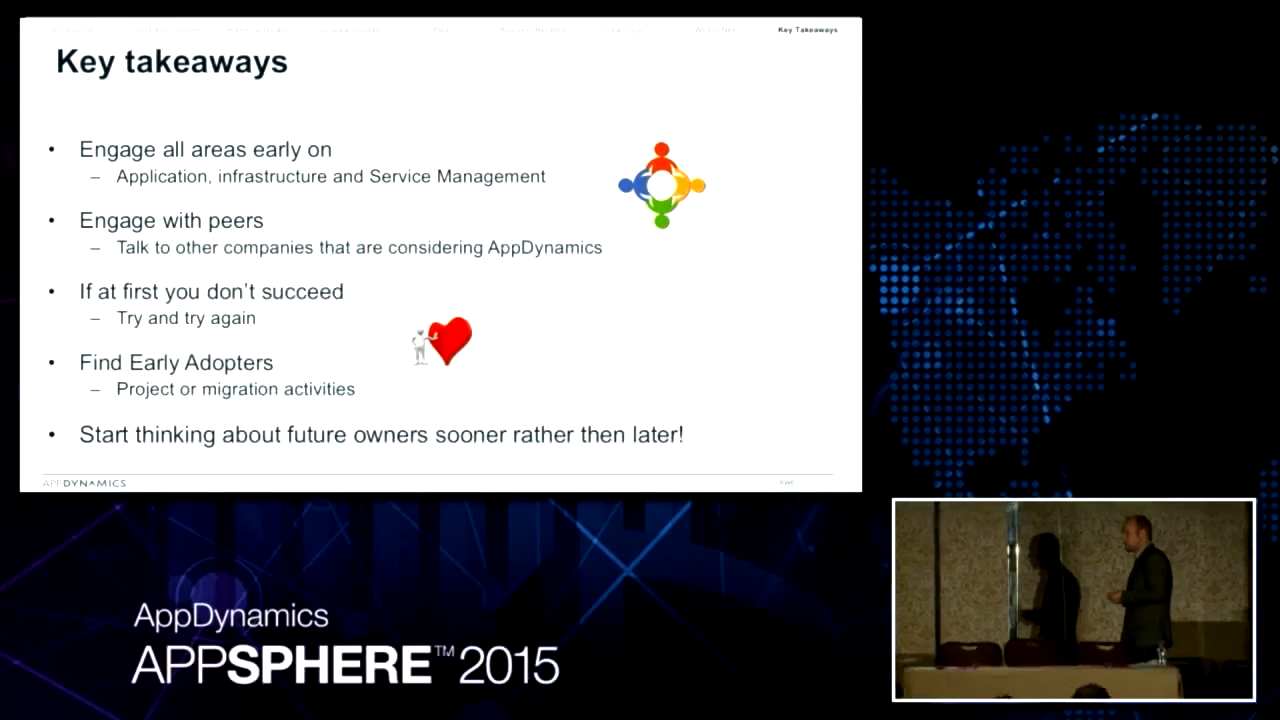 Key Takeaways
Key takeaways
• Engage all areas early on
– Application, infrastructure and Service Management
• Engage with peers
– Talk to other companies that are considering AppDynamics
• If at first you don't succeed
– Try and try again
• Find Early Adopters
– Project or migration activities
• Start thinking about future owners sooner rather then later!
APPDYNAMICS
AppDynamics
APPSPHERE™ 2015